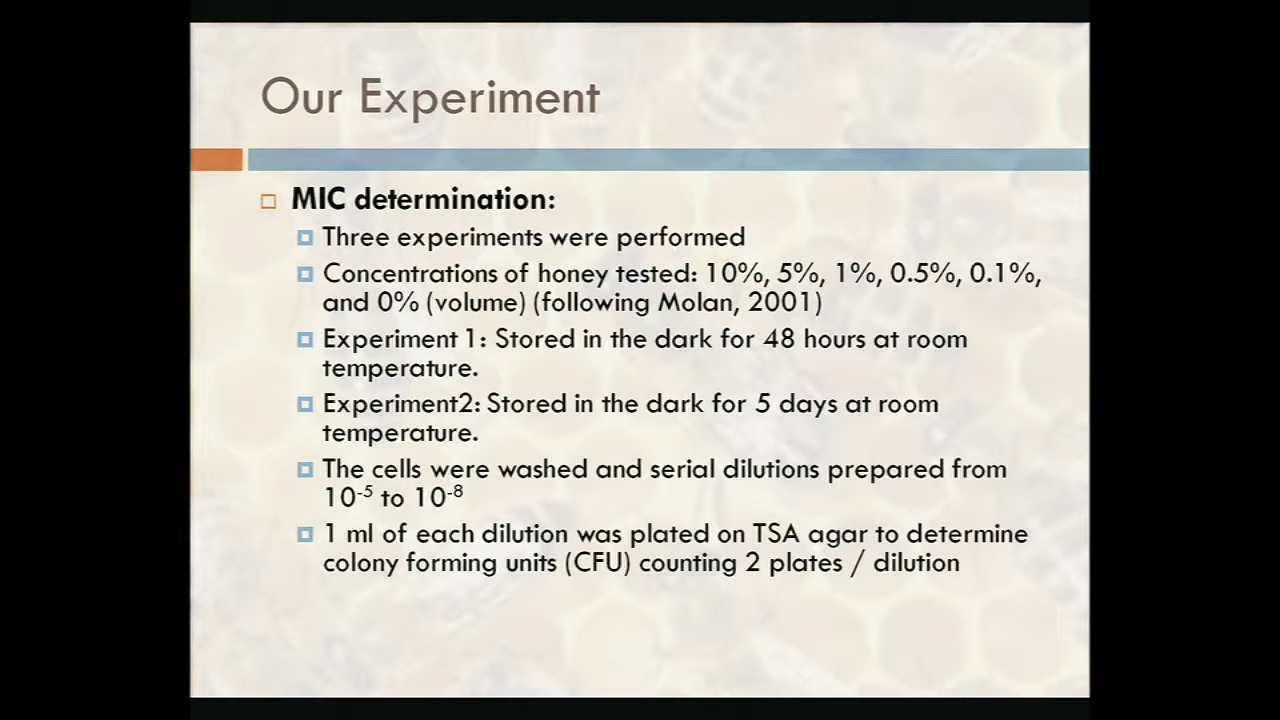 Our Experiment
MIC determination:
Three experiments were performed
Concentrations of honey tested: 10%, 5%, 1%, 0.5%, 0.1%,
and 0% (volume) (following Molan, 2001)
Experiment 1: Stored in the dark for 48 hours at room
temperature.
Experiment2: Stored in the dark for 5 days at room
temperature.
The cells were washed and serial dilutions prepared from
10⁻⁵ to 10⁻⁸
1 ml of each dilution was plated on TSA agar to determine
colony forming units (CFU) counting 2 plates / dilution